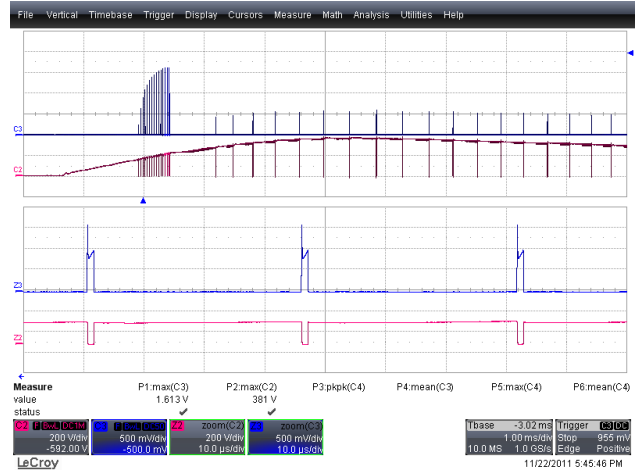 File Vertical Timebase Trigger Display Cursors Measure Math Analysis Utilities Help
C3
C2
Z3
Z2
Measure P1:max(C3) P2:max(C2) P3:pkpk(C4) P4:mean(C3) P5:max(C4) P6:mean(C4)
value 1.613 V 381 V
status
C2 F BwL DC1M Z2 zoom(C2) zoom(C3) Tbase -3.02 ms Trigger C3 DC
200 V/div 500 mV/div 200 V/div 500 mV/div 1.00 ms/div Stop 955 mV
-592.00 V -500.0 mV 10.0 µs/div 10.0 µs/div 10.0 MS 1.0 GS/s Edge Positive
LeCroy 11/22/2011 5:45:46 PM